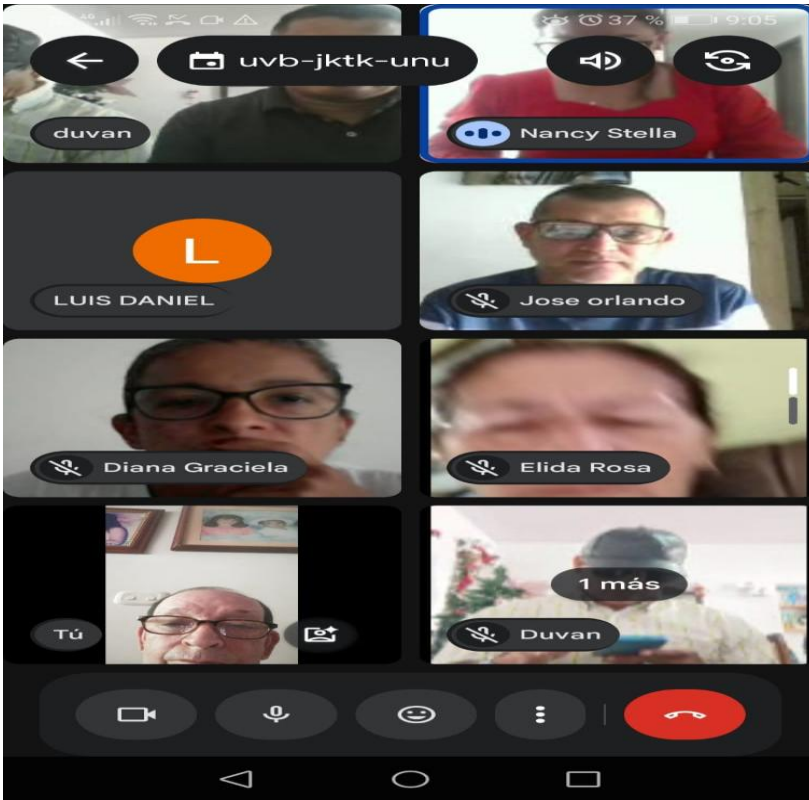 4G 37 % 9:05
uvb-jktk-unu
duvan
Nancy Stella
L
LUIS DANIEL
Jose orlando
Diana Graciela
Elida Rosa
1 más
Tú
Duvan